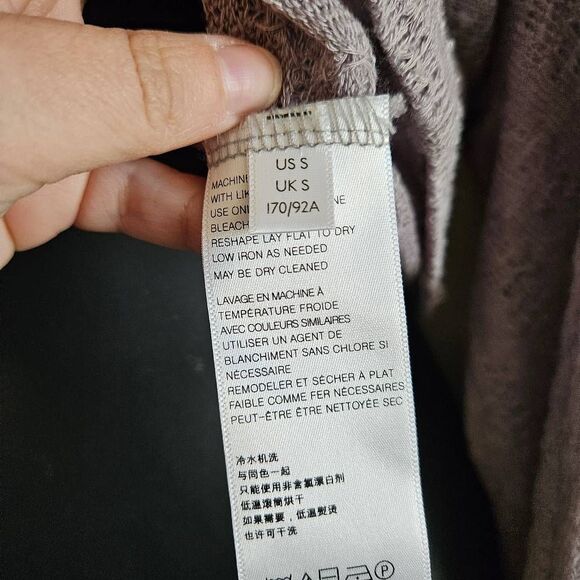 US S
UK S
170/92A
WITH
USE
BLEACH
RESHAPE LAY FLAT TO DRY
LOW IRON AS NEEDED
MAY BE DRY CLEANED
LAVAGE EN MACHINE À
TEMPÉRATURE FROIDE
AVEC COULEURS SIMILAIRES
UTILISER UN AGENT DE
BLANCHIMENT SANS CHLORE SI
NÉCESSAIRE
REMODELER ET SÉCHER À PLAT
FAIBLE COMME FER NÉCESSAIRES
PEUT-ÊTRE ÊTRE NETTOYÉE SEC
冷水机洗
与同色一起
只能使用非含氯漂白剂
低温滚筒烘干
如果需要，低温熨烫
也许可干洗
P